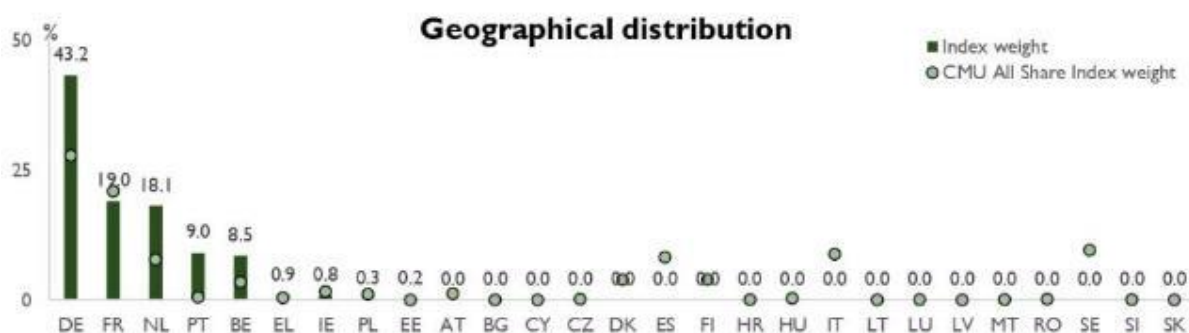 Geographical distribution
%
50
25
0
Index weight
CMU All Share Index weight
43.2 19.0 18.1 9.0 8.5 0.9 0.8 0.3 0.2 0.0 0.0 0.0 0.0 0.0 0.0 0.0 0.0 0.0 0.0 0.0 0.0 0.0 0.0 0.0 0.0 0.0 0.0
DE FR NL PT BE EL IE PL EE AT BG CY CZ DK ES FI HR HU IT LT LU LV MT RO SE SI SK